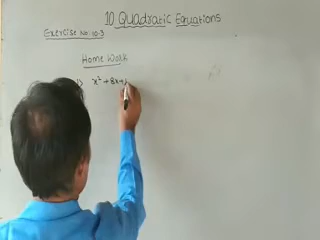 10 Quadratic Equations
Exercise No. 10.3
Home Work
1) x² + 8x +